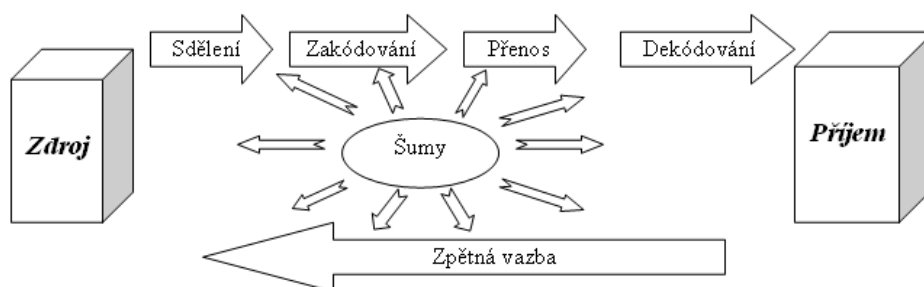 Sdělení
Zakódování
Přenos
Dekódování
Zdroj
Šumy
Příjem
Zpětná vazba